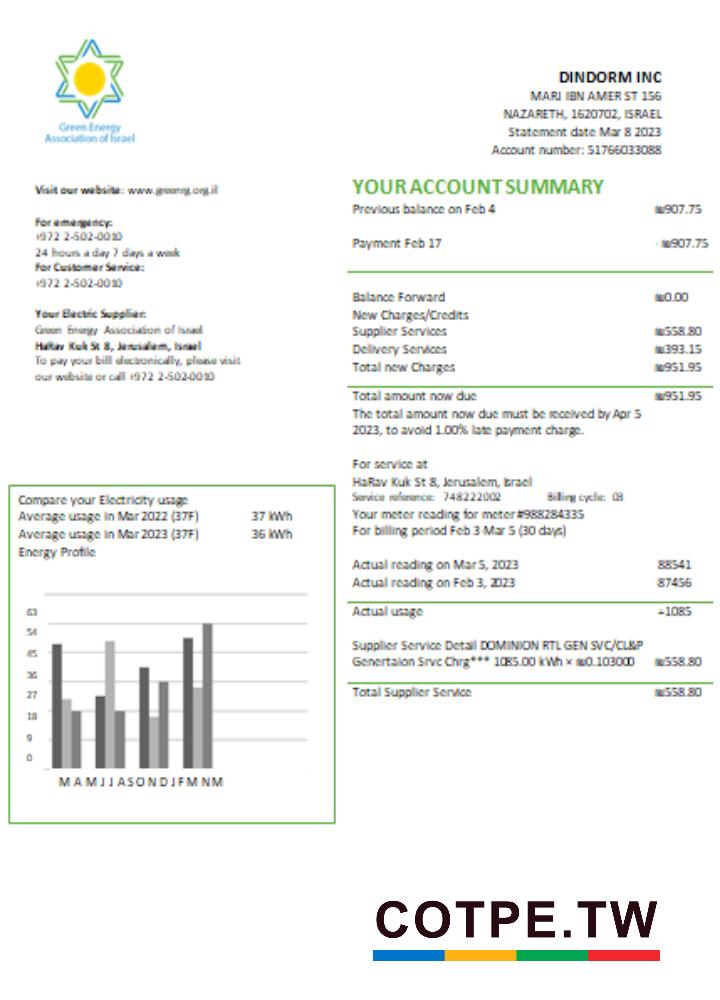 Green Energy
Association of Israel
DINDORM INC
MARJ IBN AMER ST 156
NAZARETH, 1620702, ISRAEL
Statement date Mar 8 2023
Account number: 51766033088
Visit our website: www.greenrg.org.il
For emergency:
+972 2-502-0010
24 hours a day 7 days a week
For Customer Service:
+972 2-502-0010
Your Electric Supplier:
Green Energy Association of Israel
HaRav Kuk St 8, Jerusalem, Israel
To pay your bill electronically, please visit
our website or call +972 2-502-0010
YOUR ACCOUNT SUMMARY
Previous balance on Feb 4 ₪907.75
Payment Feb 17 -₪907.75
Balance Forward ₪0.00
New Charges/Credits
Supplier Services ₪558.80
Delivery Services ₪393.15
Total new Charges ₪951.95
Total amount now due ₪951.95
The total amount now due must be received by Apr 5
2023, to avoid 1.00% late payment charge.
For service at
HaRav Kuk St 8, Jerusalem, Israel
Service reference: 748222002 Billing cycle: 03
Your meter reading for meter #988284335
For billing period Feb 3-Mar 5 (30 days)
Actual reading on Mar 5, 2023 88541
Actual reading on Feb 3, 2023 87456
Actual usage =1085
Supplier Service Detail DOMINION RTL GEN SVC/CL&P
Genertaion Srvc Chrg*** 1085.00 kWh × ₪0.103000 ₪558.80
Total Supplier Service ₪558.80
Compare your Electricity usage
Average usage in Mar 2022 (37F) 37 kWh
Average usage in Mar 2023 (37F) 36 kWh
Energy Profile
63
54
45
36
27
18
9
0
M A M J J A S O N D J F M N M
COTPE.TW